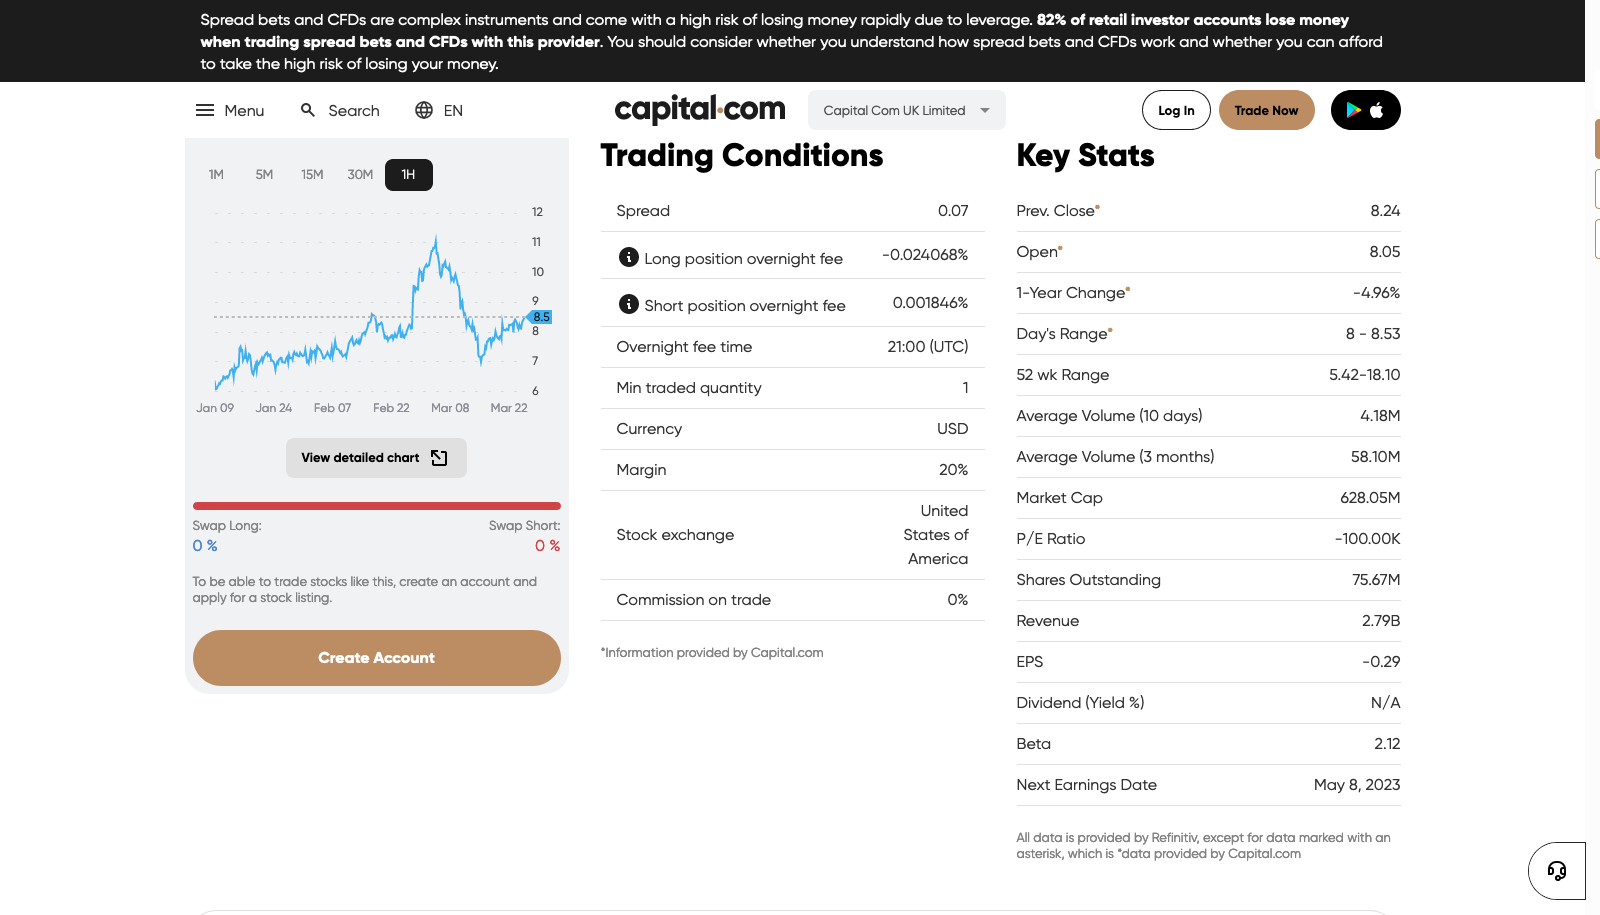 Spread bets and CFDs are complex instruments and come with a high risk of losing money rapidly due to leverage. 82% of retail investor accounts lose money
when trading spread bets and CFDs with this provider. You should consider whether you understand how spread bets and CFDs work and whether you can afford
to take the high risk of losing your money.
Menu Search EN capital.com Capital Com UK Limited Log In Trade Now
1M 5M 15M 30M 1H
12
11
10
9
8.5
8
7
6
Jan 09 Jan 24 Feb 07 Feb 22 Mar 08 Mar 22
View detailed chart
Swap Long: Swap Short:
0 % 0 %
To be able to trade stocks like this, create an account and
apply for a stock listing.
Create Account
Trading Conditions
Spread 0.07
Long position overnight fee -0.024068%
Short position overnight fee 0.001846%
Overnight fee time 21:00 (UTC)
Min traded quantity 1
Currency USD
Margin 20%
Stock exchange United
States of
America
Commission on trade 0%
*Information provided by Capital.com
Key Stats
Prev. Close* 8.24
Open* 8.05
1-Year Change* -4.96%
Day's Range* 8 - 8.53
52 wk Range 5.42-18.10
Average Volume (10 days) 4.18M
Average Volume (3 months) 58.10M
Market Cap 628.05M
P/E Ratio -100.00K
Shares Outstanding 75.67M
Revenue 2.79B
EPS -0.29
Dividend (Yield %) N/A
Beta 2.12
Next Earnings Date May 8, 2023
All data is provided by Refinitiv, except for data marked with an
asterisk, which is *data provided by Capital.com